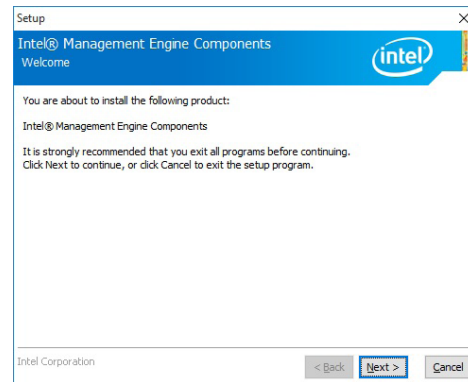 Setup
Intel® Management Engine Components
Welcome
intel
You are about to install the following product:
Intel® Management Engine Components
It is strongly recommended that you exit all programs before continuing.
Click Next to continue, or click Cancel to exit the setup program.
Intel Corporation
< Back
Next >
Cancel